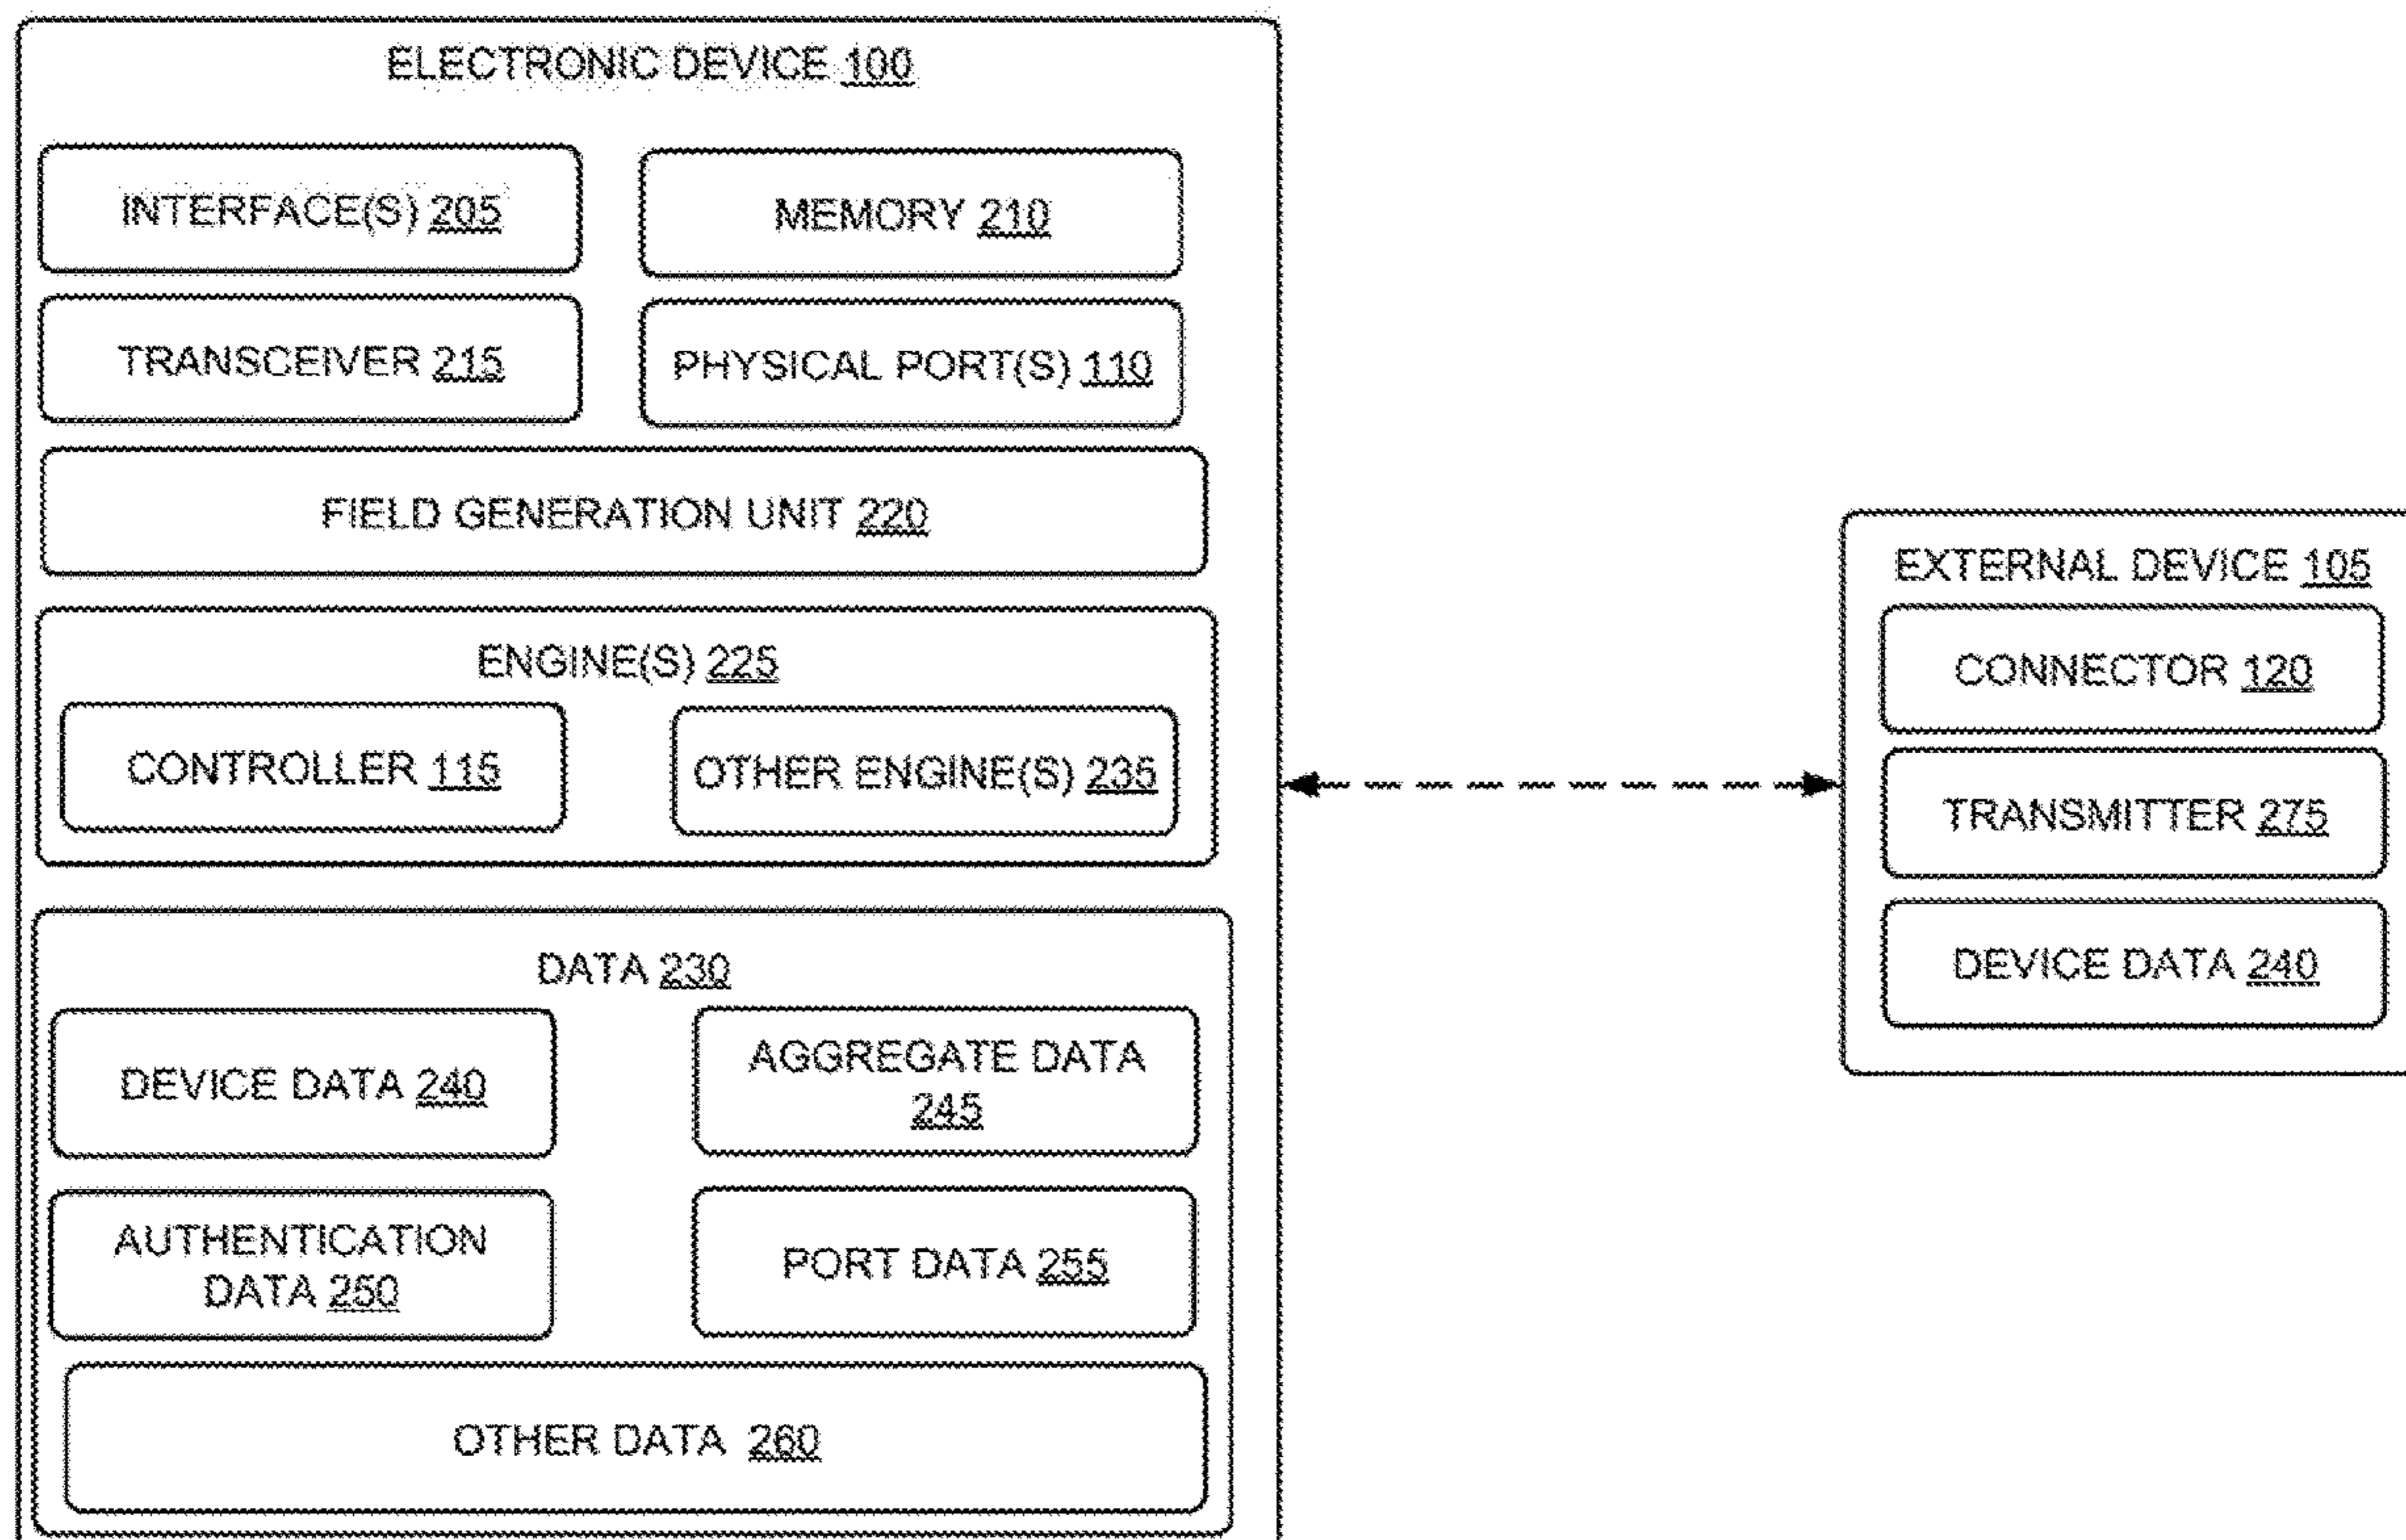 ELECTRONIC DEVICE 100
INTERFACE(S) 205
MEMORY 210
TRANSCEIVER 215
PHYSICAL PORT(S) 110
FIELD GENERATION UNIT 220
ENGINE(S) 225
CONTROLLER 115
OTHER ENGINE(S) 235
DATA 230
DEVICE DATA 240
AGGREGATE DATA
245
AUTHENTICATION
DATA 250
PORT DATA 255
OTHER DATA 260
EXTERNAL DEVICE 105
CONNECTOR 120
TRANSMITTER 275
DEVICE DATA 240